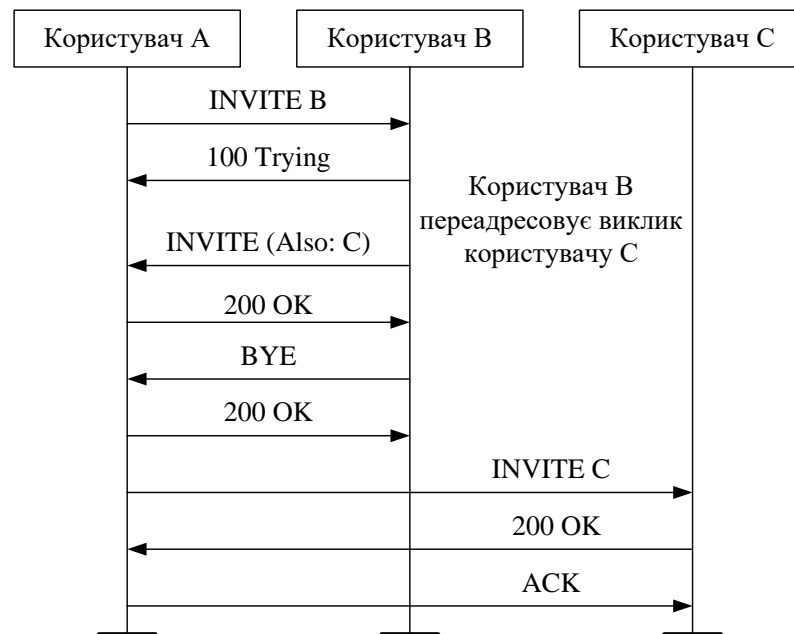 Користувач А
Користувач В
Користувач С
INVITE B
100 Trying
Користувач В
переадресовує виклик
користувачу С
INVITE (Also: C)
200 OK
BYE
200 OK
INVITE C
200 OK
ACK